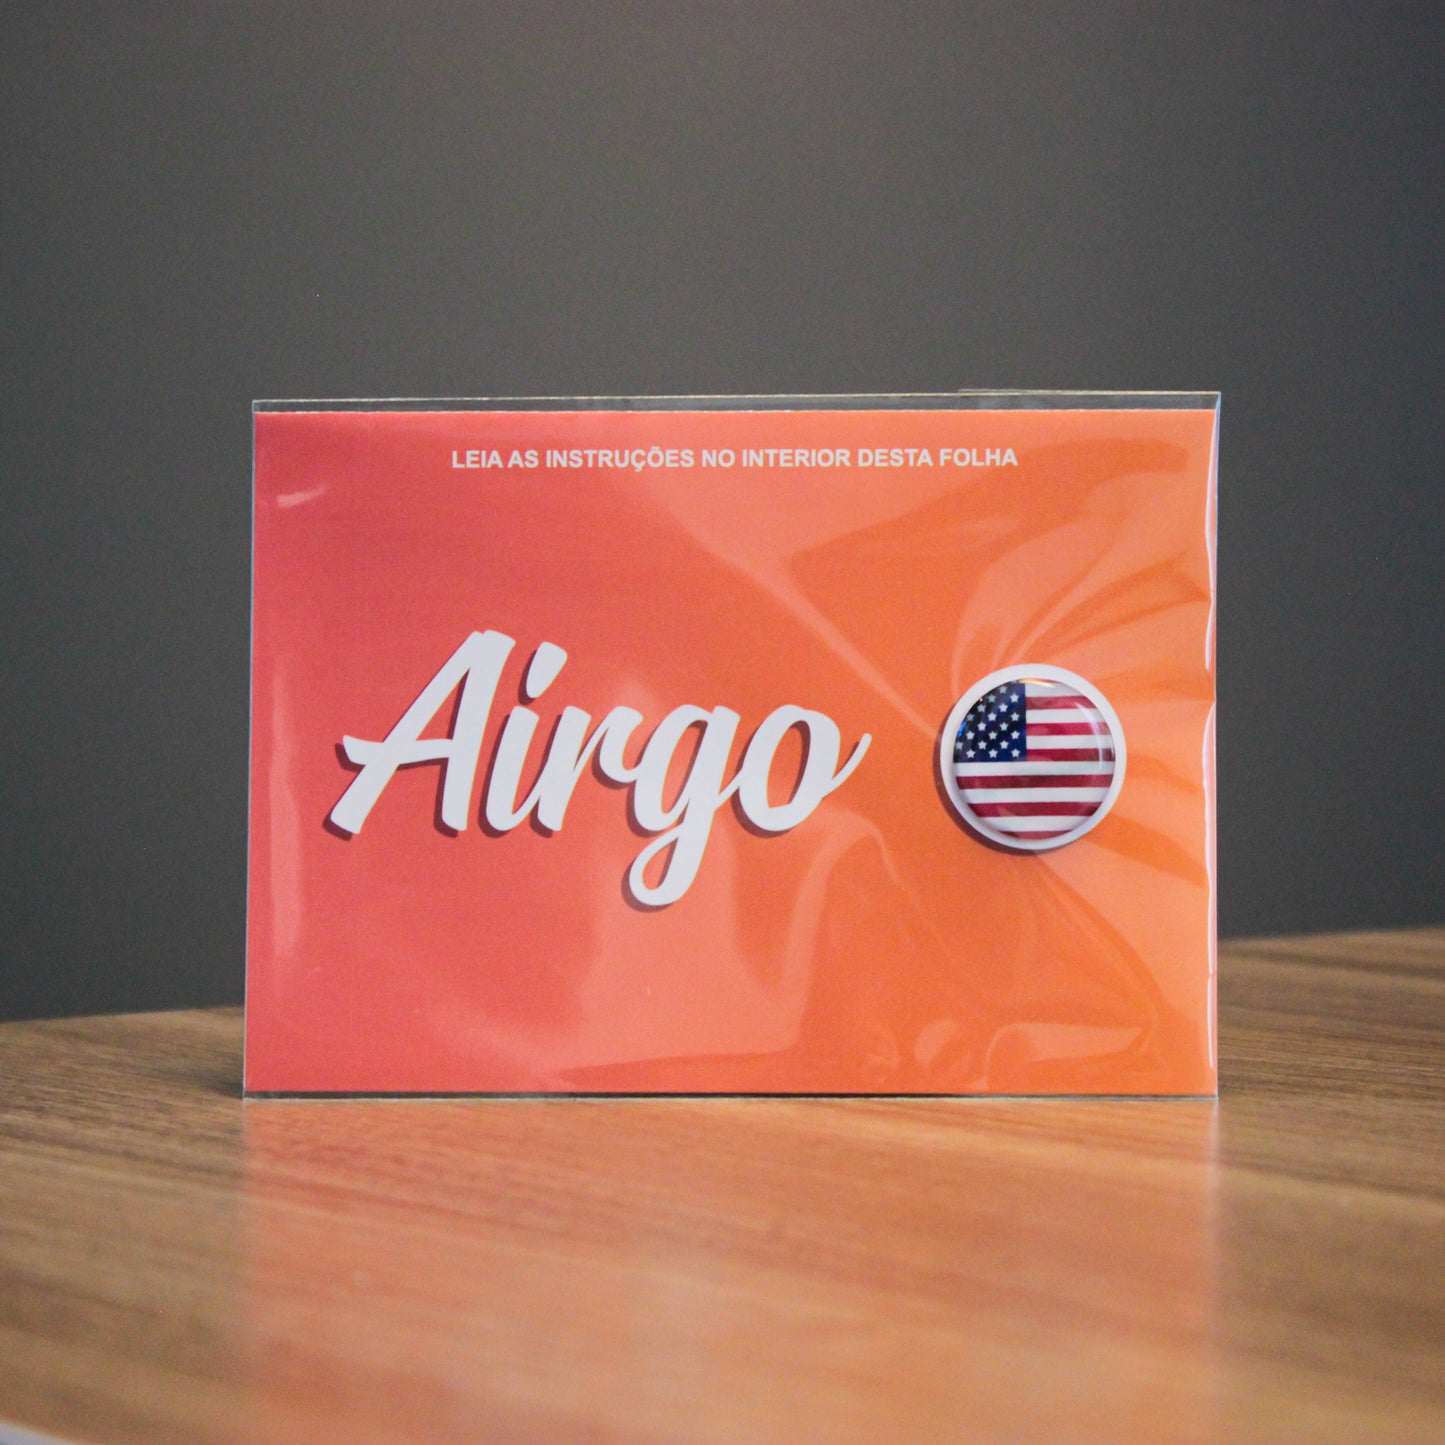 LEIA AS INSTRUÇÕES NO INTERIOR DESTA FOLHA
Airgo